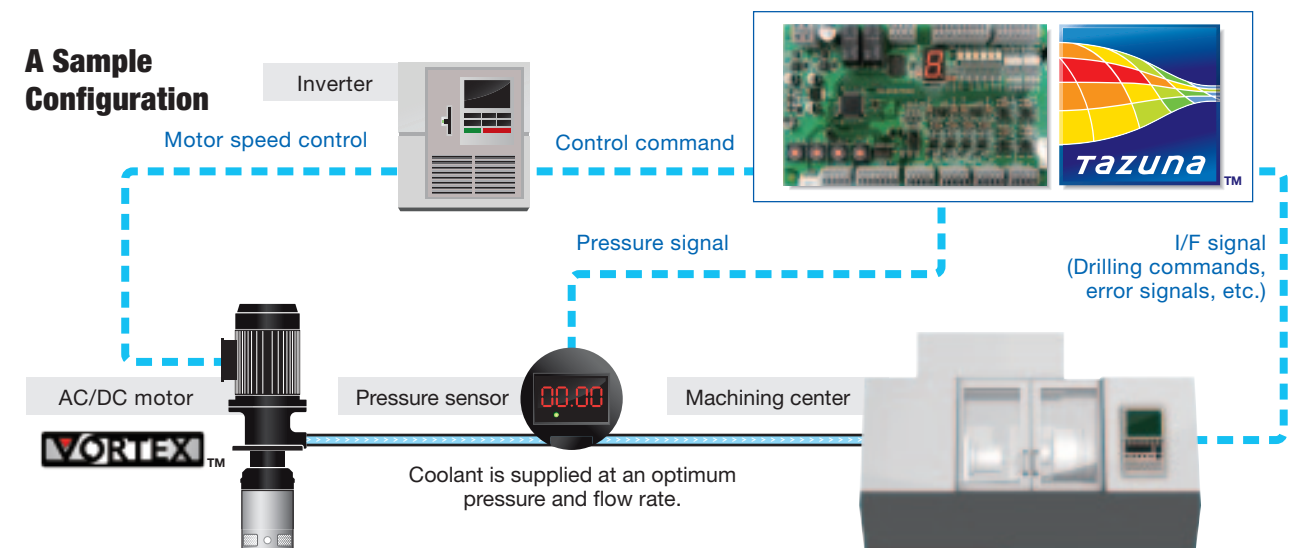 A Sample
Configuration
Inverter
Motor speed control
Control command
Tazuna
TM
Pressure signal
I/F signal
(Drilling commands,
error signals, etc.)
AC/DC motor
Pressure sensor
00.00
Machining center
VORTEX
TM
Coolant is supplied at an optimum
pressure and flow rate.